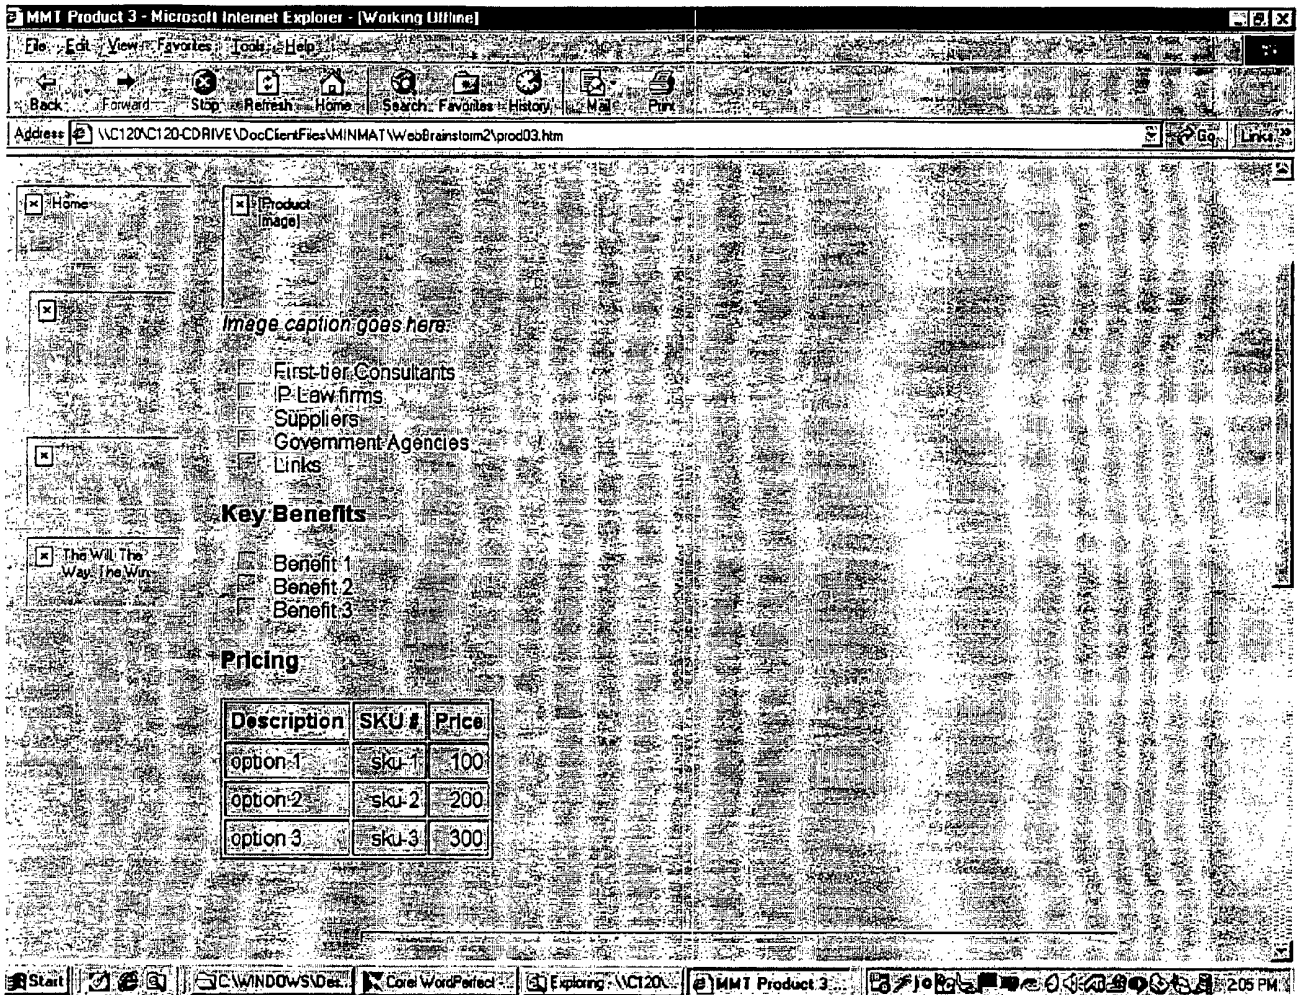 MMT Product 3 - Microsoft Internet Explorer - [Working Offline]
File Edit View Favorites Tools Help
Back Forward Stop Refresh Home Search Favorites History Mail Print
Address \\C120\C120-CDRIVE\DocClientFiles\MINMAT\WebBrainstorm2\prod03.htm Go Links »
Home
[Product
Image]
Image caption goes here.
First-tier Consultants
IP Law firms
Suppliers
Government Agencies
Links
Key Benefits
The Will. The
Way. The Win.
Benefit 1
Benefit 2
Benefit 3
Pricing
Description SKU # Price
option 1 sku-1 100
option 2 sku-2 200
option 3 sku-3 300
Start C:\WINDOWS\Des... Corel WordPerfect ... Exploring - \\C120\... MMT Product 3 ... 2:05 PM